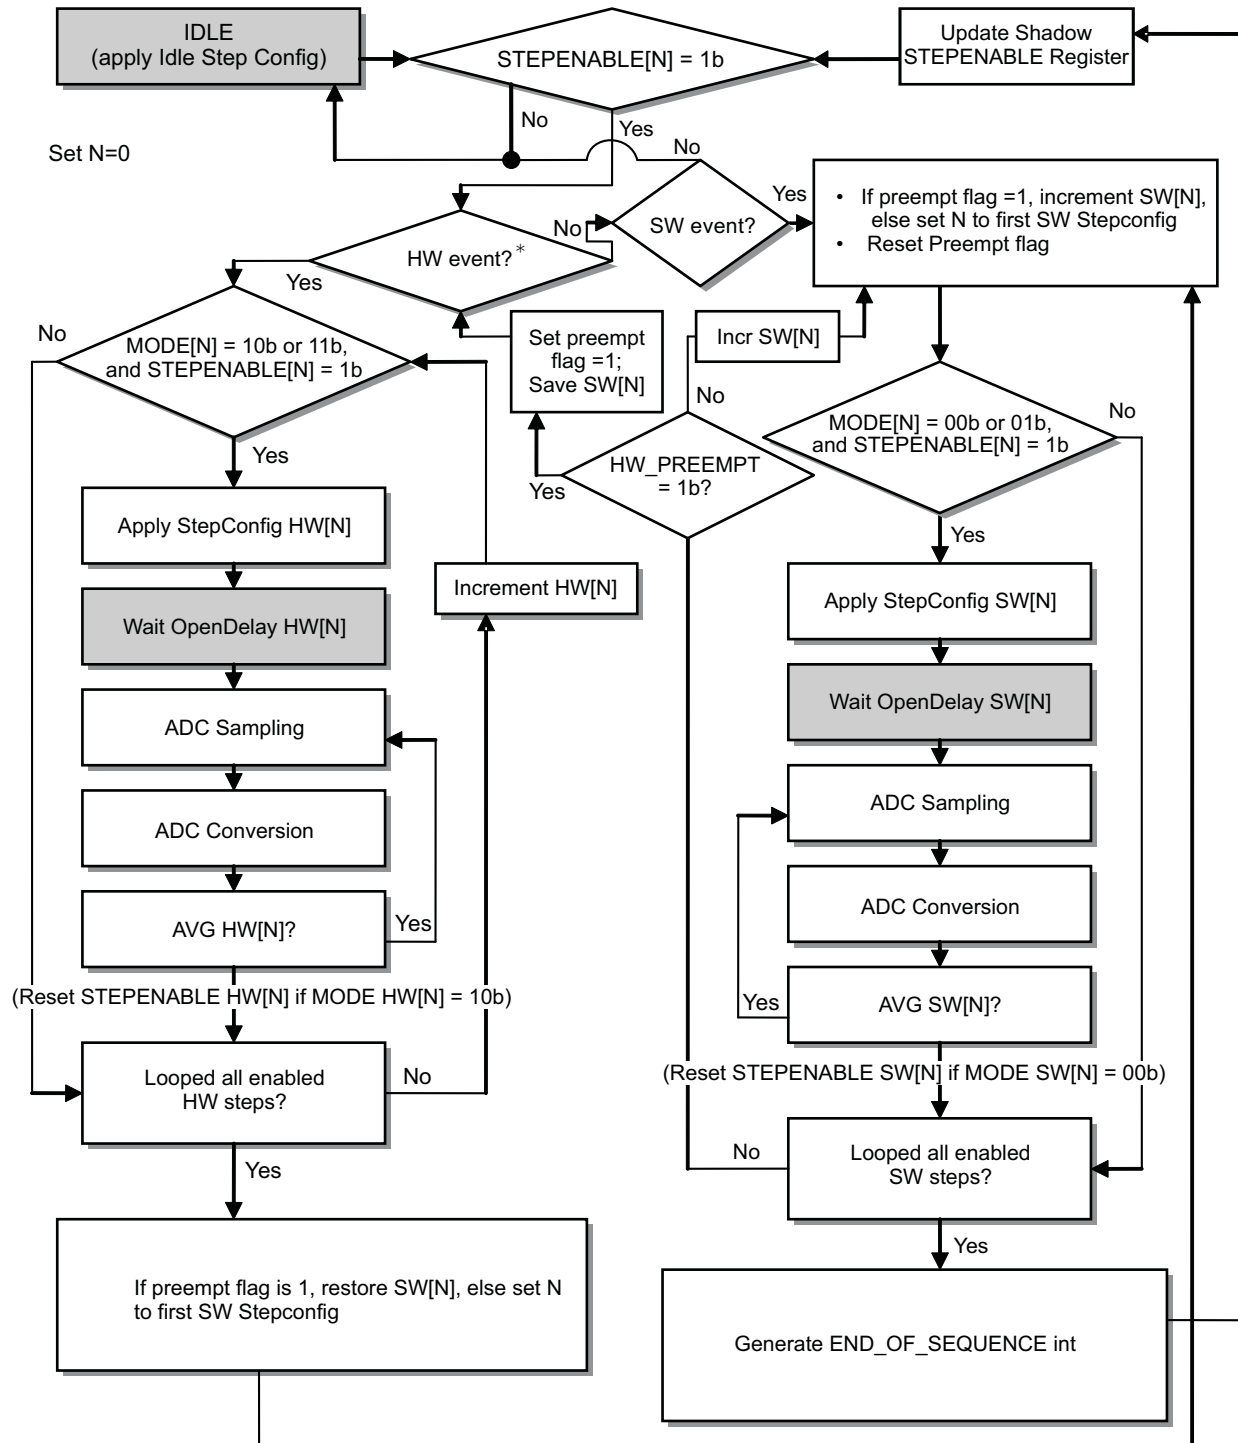 IDLE
(apply Idle Step Config)
STEPENABLE[N] = 1b
Update Shadow
STEPENABLE Register
No
Yes
Set N=0
No
Yes
• If preempt flag =1, increment SW[N],
else set N to first SW Stepconfig
• Reset Preempt flag
SW event?
No
HW event?*
Yes
No
MODE[N] = 10b or 11b,
and STEPENABLE[N] = 1b
Set preempt
flag =1;
Save SW[N]
Incr SW[N]
No
MODE[N] = 00b or 01b,
and STEPENABLE[N] = 1b
No
Yes
HW_PREEMPT
= 1b?
Yes
Yes
Apply StepConfig HW[N]
Increment HW[N]
Apply StepConfig SW[N]
Wait OpenDelay HW[N]
Wait OpenDelay SW[N]
ADC Sampling
ADC Sampling
ADC Conversion
ADC Conversion
AVG HW[N]?
Yes
AVG SW[N]?
Yes
(Reset STEPENABLE HW[N] if MODE HW[N] = 10b)
(Reset STEPENABLE SW[N] if MODE SW[N] = 00b)
Looped all enabled
HW steps?
No
Looped all enabled
SW steps?
No
Yes
Yes
If preempt flag is 1, restore SW[N], else set N
to first SW Stepconfig
Generate END_OF_SEQUENCE int